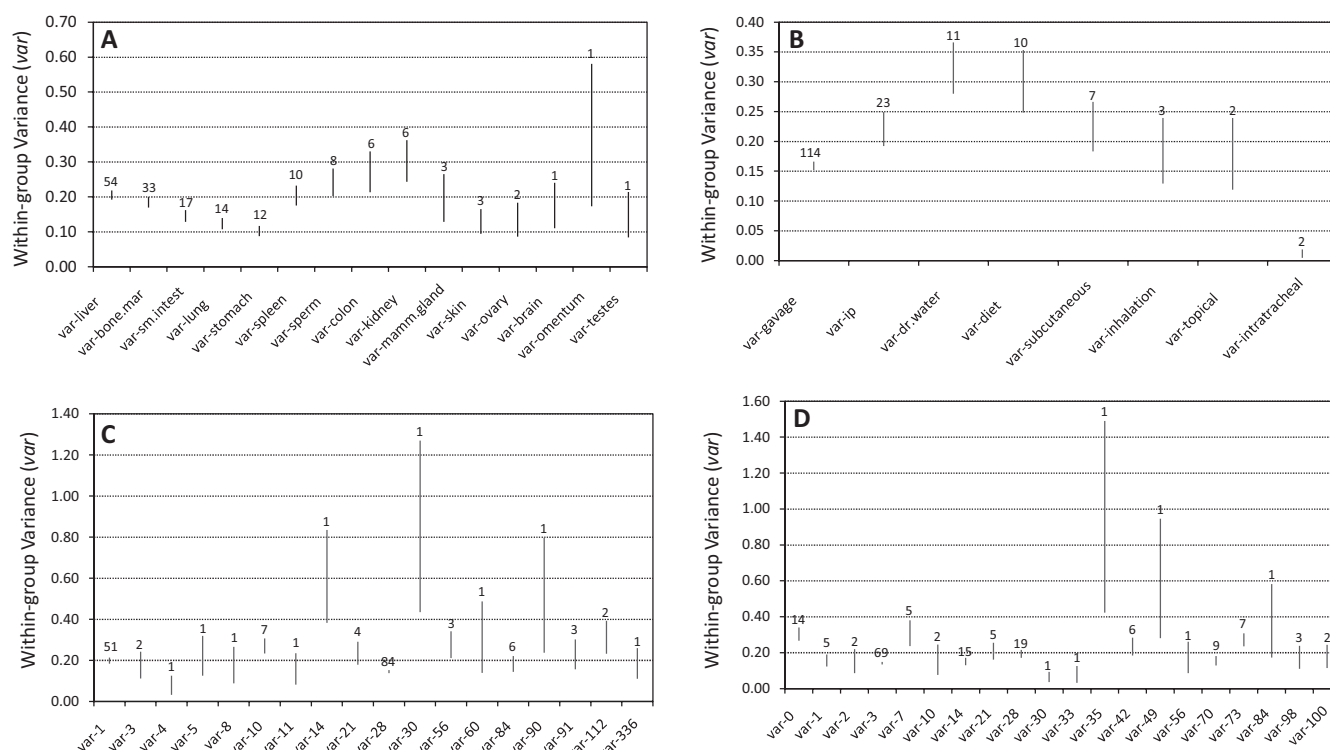 A
Within-group Variance (var)
0.70
0.60
0.50
0.40
0.30
0.20
0.10
0.00
54
33
17
14
12
10
8
6
6
3
3
2
1
1
1
var-liver
var-bone.mar
var-sm.intest
var-lung
var-stomach
var-spleen
var-sperm
var-colon
var-kidney
var-mamm.gland
var-skin
var-ovary
var-brain
var-omentum
var-testes
B
Within-group Variance (var)
0.40
0.35
0.30
0.25
0.20
0.15
0.10
0.05
0.00
114
23
11
10
7
3
2
2
var-gavage
var-ip
var-dr.water
var-diet
var-subcutaneous
var-inhalation
var-topical
var-intratracheal
C
Within-group Variance (var)
1.40
1.20
1.00
0.80
0.60
0.40
0.20
0.00
51
2
1
1
1
7
1
1
4
84
1
3
1
6
1
3
2
1
var-1
var-3
var-4
var-5
var-8
var-10
var-11
var-14
var-21
var-28
var-30
var-56
var-60
var-84
var-90
var-91
var-112
var-336
D
Within-group Variance (var)
1.60
1.40
1.20
1.00
0.80
0.60
0.40
0.20
0.00
14
5
2
69
5
2
15
5
19
1
1
1
6
1
1
9
7
1
3
2
var-0
var-1
var-2
var-3
var-7
var-10
var-14
var-21
var-28
var-30
var-33
var-35
var-42
var-49
var-56
var-70
var-73
var-84
var-98
var-100